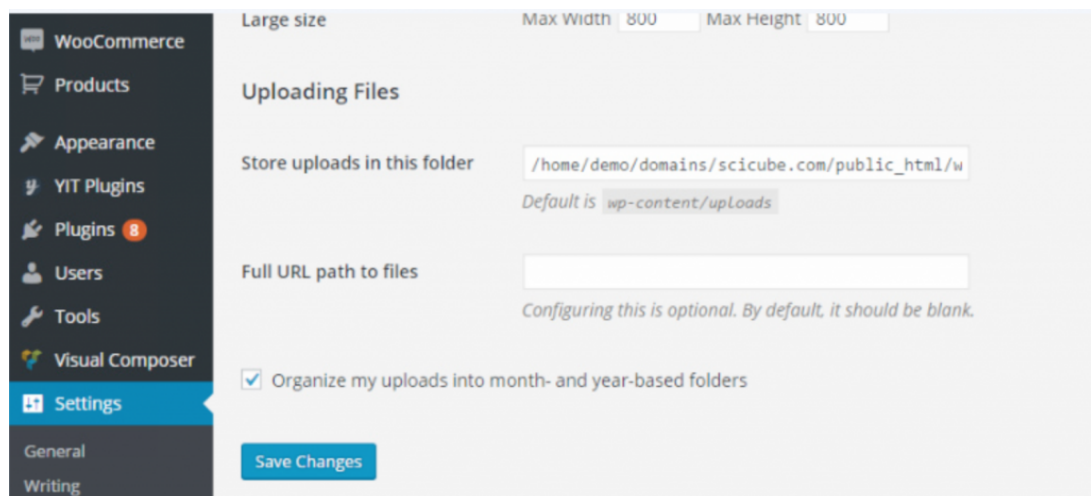 WooCommerce
Products
Appearance
YIT Plugins
Plugins 8
Users
Tools
Visual Composer
Settings
General
Writing
Large size Max Width 800 Max Height 800
Uploading Files
Store uploads in this folder /home/demo/domains/scicube.com/public_html/w
Default is wp-content/uploads
Full URL path to files
Configuring this is optional. By default, it should be blank.
Organize my uploads into month- and year-based folders
Save Changes